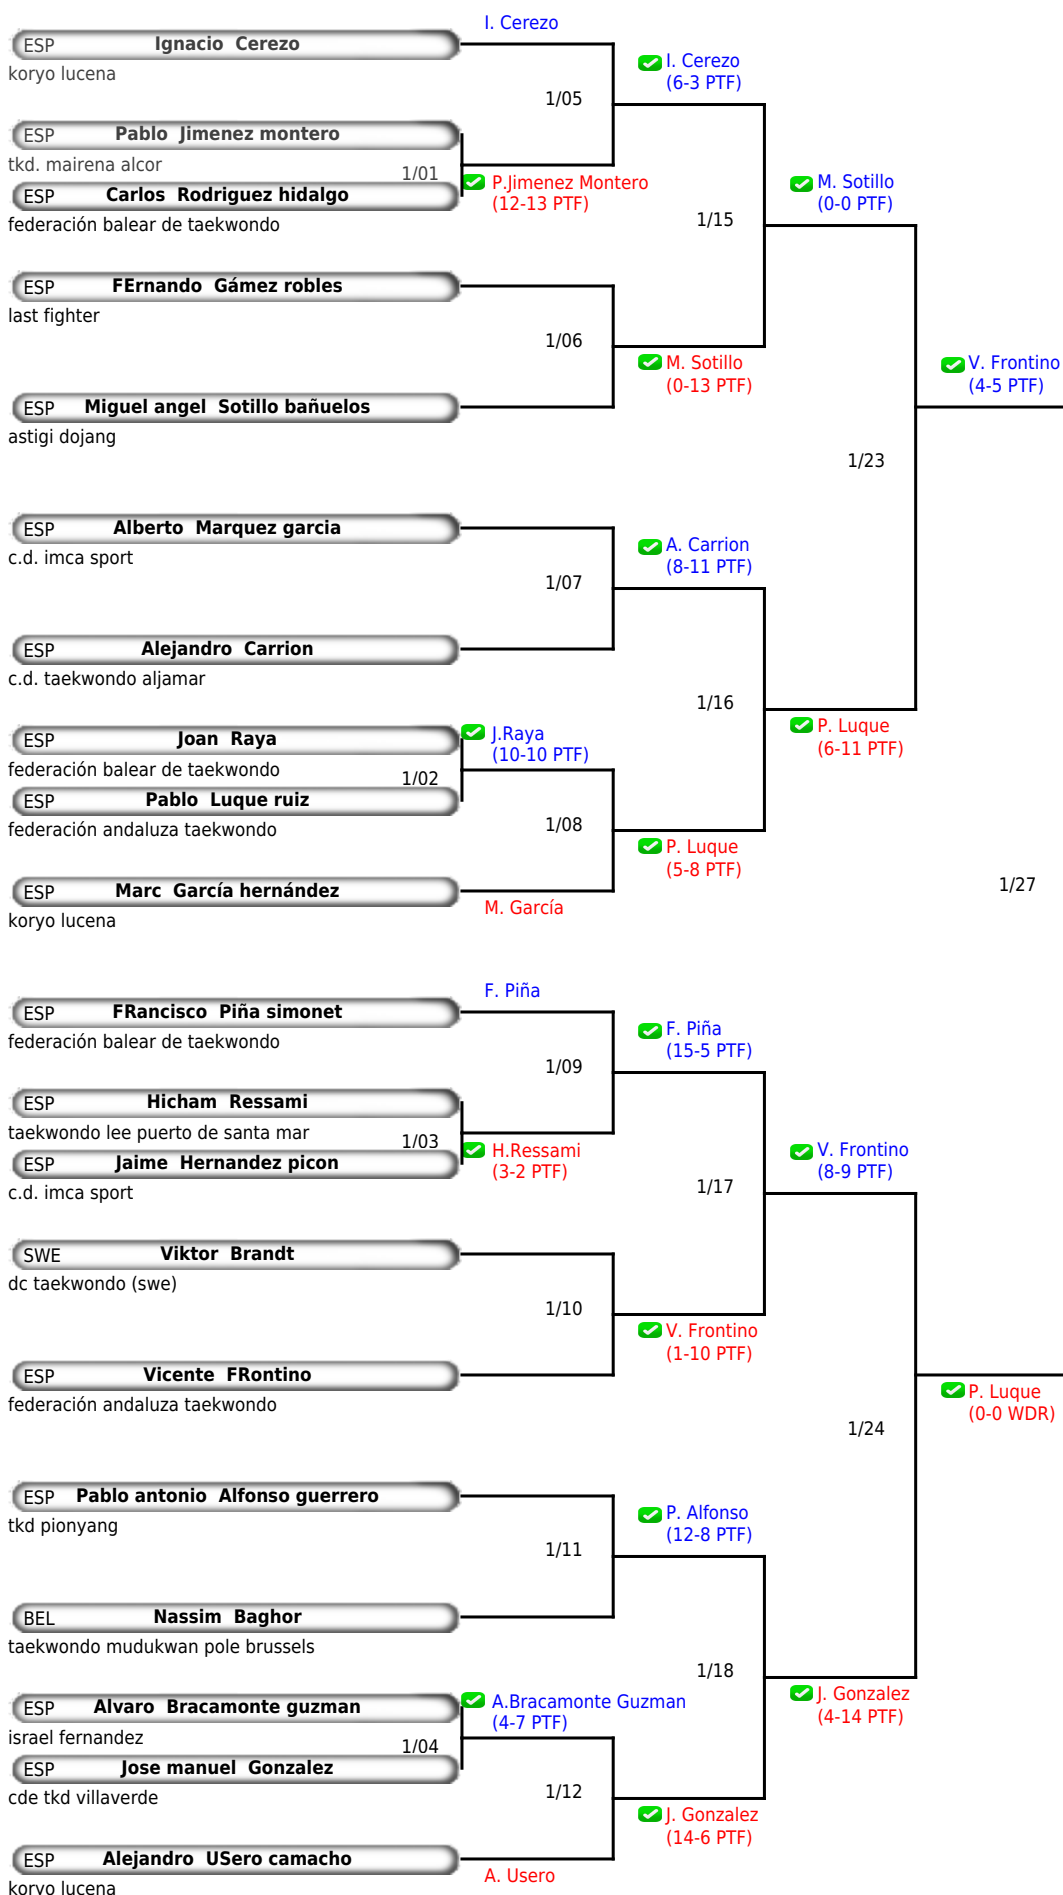 I. Cerezo
ESP Ignacio Cerezo
koryo lucena
I. Cerezo
(6-3 PTF)
1/05
ESP Pablo Jimenez montero
tkd. mairena alcor
1/01
P.Jimenez Montero
(12-13 PTF)
ESP Carlos Rodriguez hidalgo
federación balear de taekwondo
M. Sotillo
(0-0 PTF)
1/15
ESP FErnando Gámez robles
last fighter
1/06
M. Sotillo
(0-13 PTF)
V. Frontino
(4-5 PTF)
ESP Miguel angel Sotillo bañuelos
astigi dojang
1/23
ESP Alberto Marquez garcia
c.d. imca sport
A. Carrion
(8-11 PTF)
1/07
ESP Alejandro Carrion
c.d. taekwondo aljamar
1/16
P. Luque
(6-11 PTF)
ESP Joan Raya
federación balear de taekwondo
J.Raya
(10-10 PTF)
1/02
ESP Pablo Luque ruiz
federación andaluza taekwondo
1/08
P. Luque
(5-8 PTF)
ESP Marc García hernández
koryo lucena
M. García
1/27
F. Piña
ESP FRancisco Piña simonet
federación balear de taekwondo
F. Piña
(15-5 PTF)
1/09
ESP Hicham Ressami
taekwondo lee puerto de santa mar
1/03
H.Ressami
(3-2 PTF)
ESP Jaime Hernandez picon
c.d. imca sport
V. Frontino
(8-9 PTF)
1/17
SWE Viktor Brandt
dc taekwondo (swe)
1/10
V. Frontino
(1-10 PTF)
ESP Vicente FRontino
federación andaluza taekwondo
P. Luque
(0-0 WDR)
1/24
ESP Pablo antonio Alfonso guerrero
tkd pionyang
P. Alfonso
(12-8 PTF)
1/11
BEL Nassim Baghor
taekwondo mudukwan pole brussels
1/18
J. Gonzalez
(4-14 PTF)
ESP Alvaro Bracamonte guzman
israel fernandez
A.Bracamonte Guzman
(4-7 PTF)
1/04
ESP Jose manuel Gonzalez
cde tkd villaverde
1/12
J. Gonzalez
(14-6 PTF)
ESP Alejandro USero camacho
koryo lucena
A. Usero